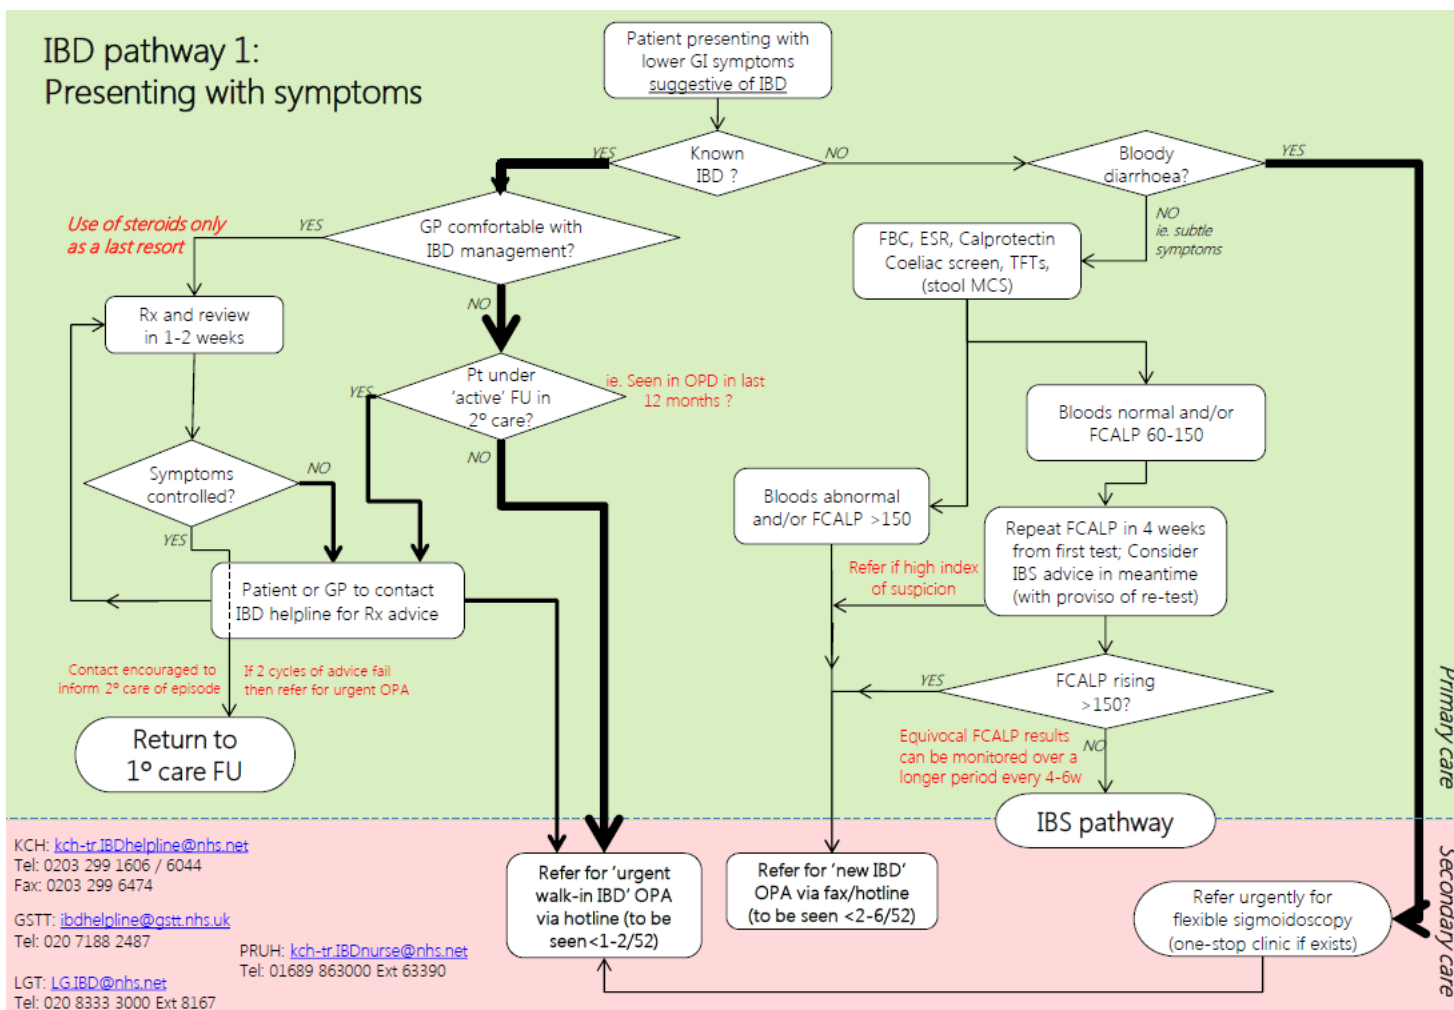 IBD pathway 1:
Presenting with symptoms
Patient presenting with
lower GI symptoms
suggestive of IBD
Known
IBD ?
YES
NO
Bloody
diarrhoea?
YES
NO
ie. subtle
symptoms
GP comfortable with
IBD management?
YES
NO
Use of steroids only
as a last resort
FBC, ESR, Calprotectin
Coeliac screen, TFTs,
(stool MCS)
Rx and review
in 1-2 weeks
Pt under
'active' FU in
2º care?
YES
NO
ie. Seen in OPD in last
12 months ?
Bloods normal and/or
FCALP 60-150
Symptoms
controlled?
NO
YES
Bloods abnormal
and/or FCALP >150
Repeat FCALP in 4 weeks
from first test; Consider
IBS advice in meantime
(with proviso of re-test)
Refer if high index
of suspicion
Patient or GP to contact
IBD helpline for Rx advice
Contact encouraged to
inform 2º care of episode
If 2 cycles of advice fail
then refer for urgent OPA
FCALP rising
>150?
YES
NO
Equivocal FCALP results
can be monitored over a
longer period every 4-6w
Return to
1º care FU
IBS pathway
Primary care
Secondary care
KCH: kch-tr.IBDhelpline@nhs.net
Tel: 0203 299 1606 / 6044
Fax: 0203 299 6474
GSTT: ibdhelpline@gstt.nhs.uk
Tel: 020 7188 2487
PRUH: kch-tr.IBDnurse@nhs.net
Tel: 01689 863000 Ext 63390
LGT: LG.IBD@nhs.net
Tel: 020 8333 3000 Ext 8167
Refer for 'urgent
walk-in IBD' OPA
via hotline (to be
seen<1-2/52)
Refer for 'new IBD'
OPA via fax/hotline
(to be seen <2-6/52)
Refer urgently for
flexible sigmoidoscopy
(one-stop clinic if exists)